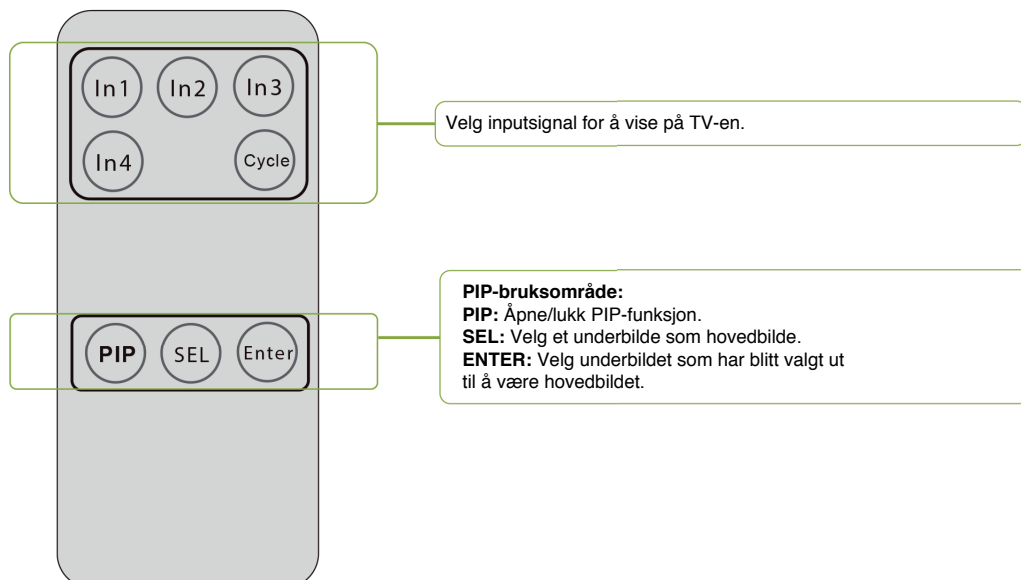 In1 In2 In3
In4 Cycle
Velg inputsignal for å vise på TV-en.
PIP SEL Enter
PIP-bruksområde:
PIP: Åpne/lukk PIP-funksjon.
SEL: Velg et underbilde som hovedbilde.
ENTER: Velg underbildet som har blitt valgt ut
til å være hovedbildet.